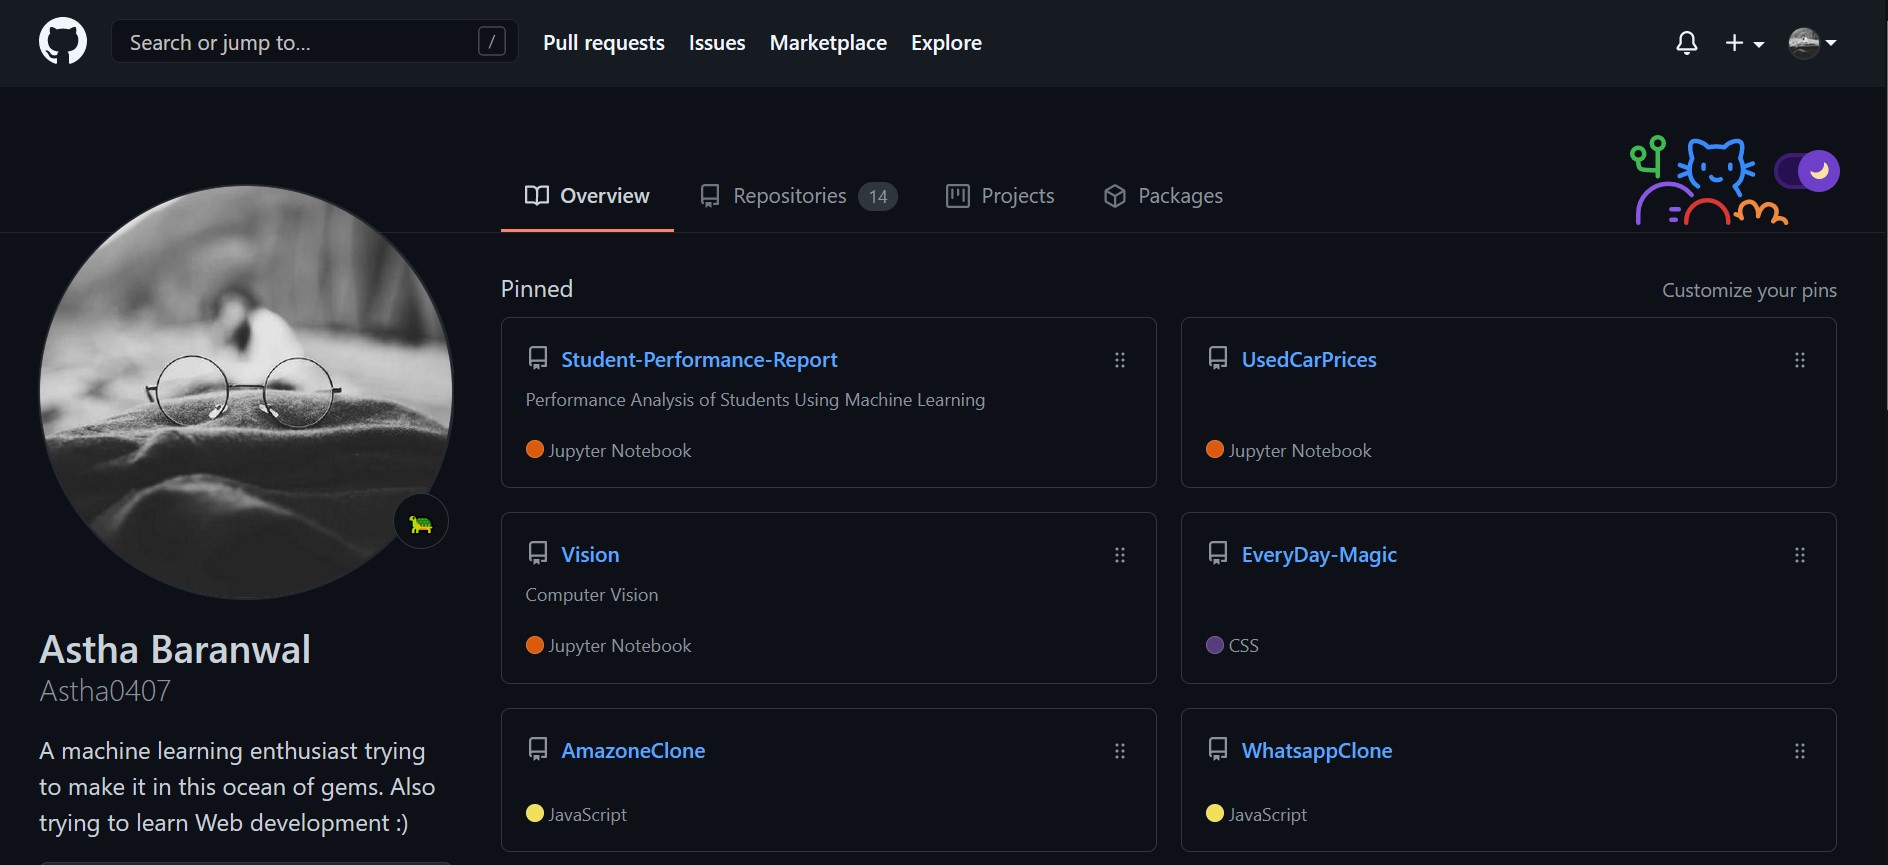 Search or jump to... /
Pull requests Issues Marketplace Explore
Overview Repositories 14 Projects Packages
Pinned
Customize your pins
Student-Performance-Report
Performance Analysis of Students Using Machine Learning
Jupyter Notebook
UsedCarPrices
Jupyter Notebook
Vision
Computer Vision
Jupyter Notebook
EveryDay-Magic
CSS
AmazoneClone
JavaScript
WhatsappClone
JavaScript
Astha Baranwal
Astha0407
A machine learning enthusiast trying
to make it in this ocean of gems. Also
trying to learn Web development :)